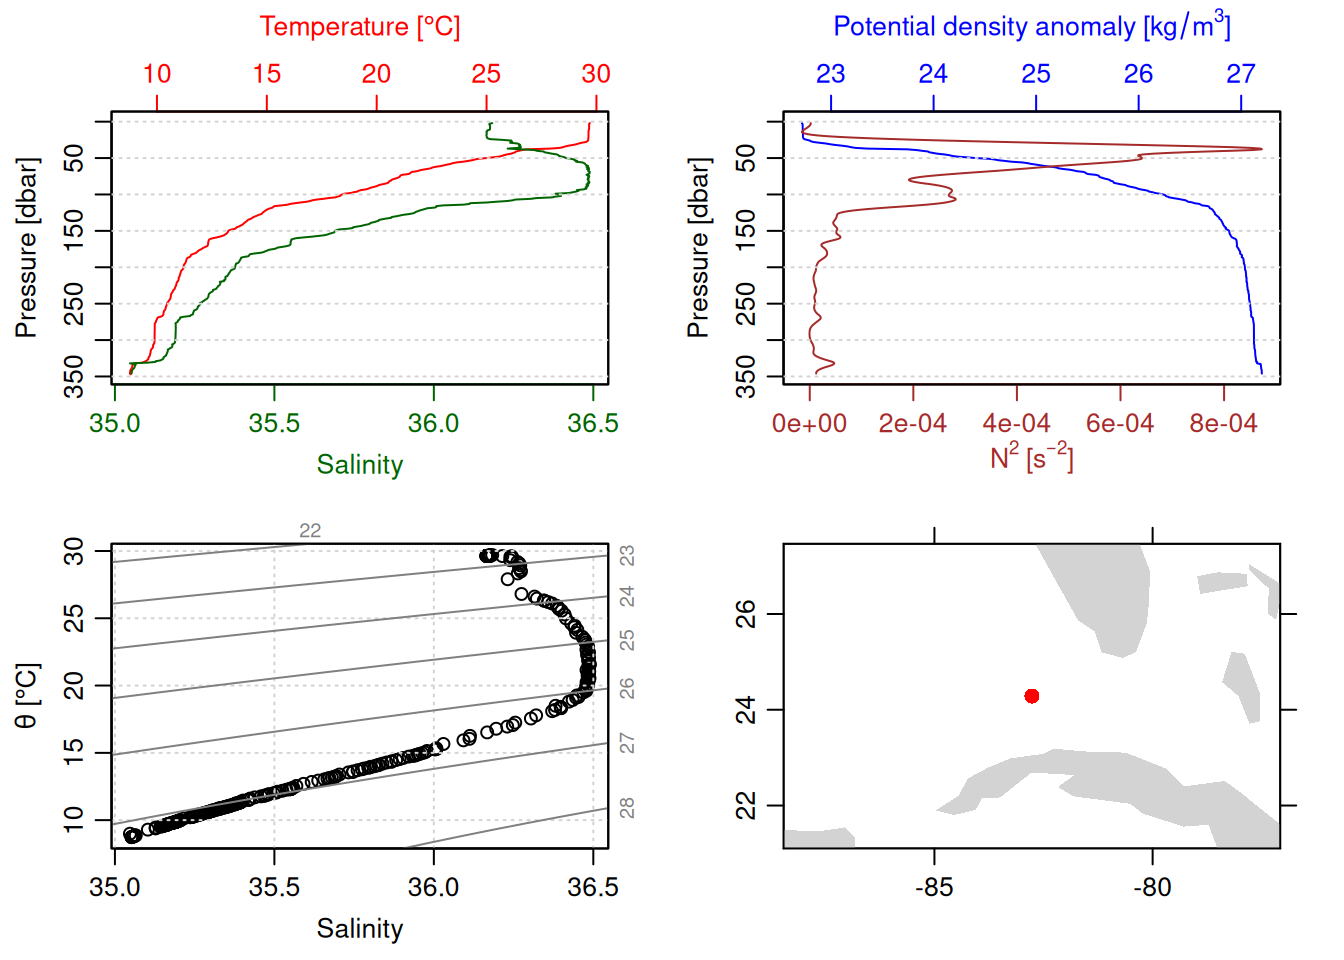 Temperature [°C]
10 15 20 25 30
Pressure [dbar]
50
150
250
350
35.0 35.5 36.0 36.5
Salinity
Potential density anomaly [kg/m³]
23 24 25 26 27
Pressure [dbar]
50
150
250
350
0e+00 2e-04 4e-04 6e-04 8e-04
N² [s⁻²]
22
23
24
25
26
27
28
θ [°C]
30
25
20
15
10
35.0 35.5 36.0 36.5
Salinity
26
24
22
-85 -80